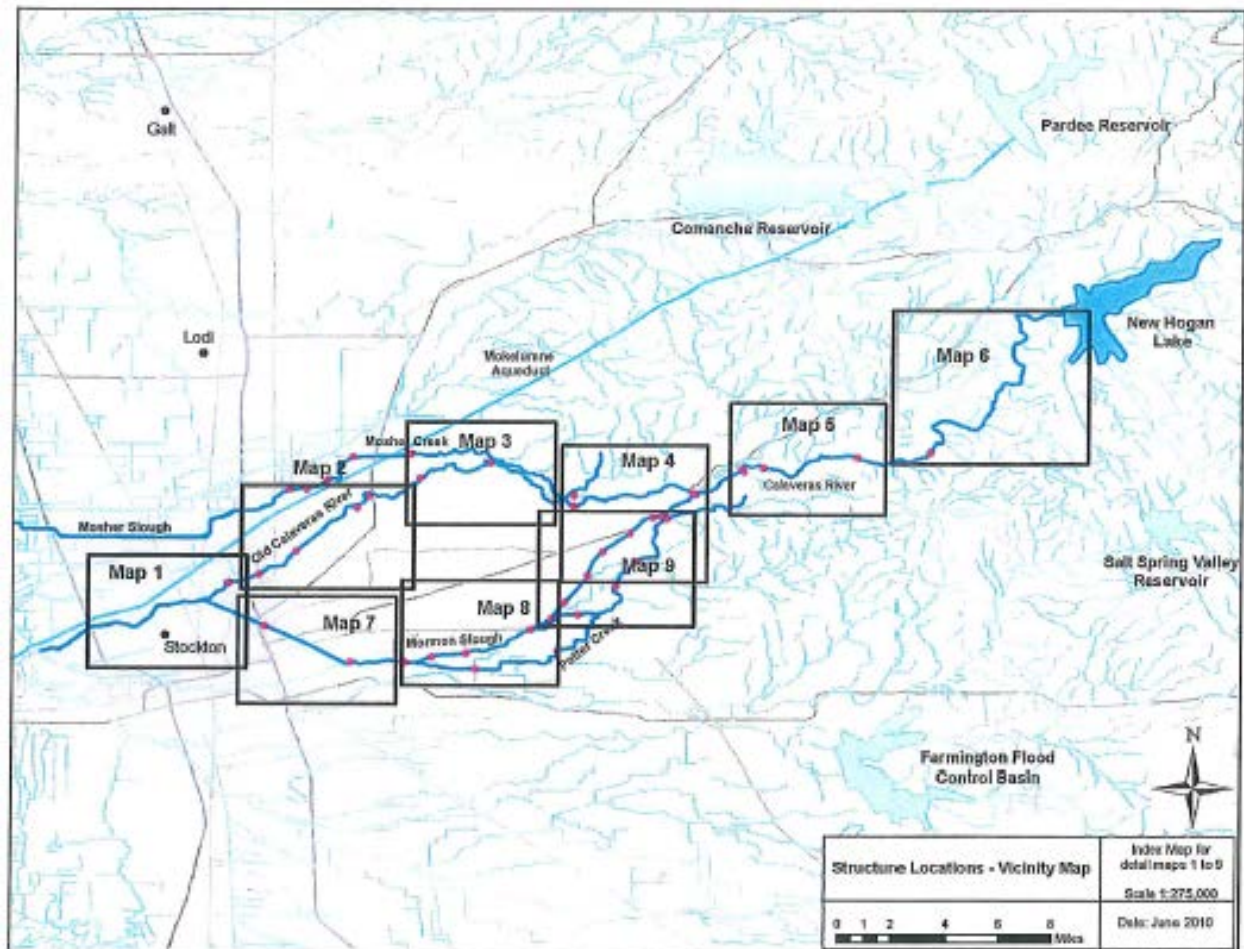 Galt
Pardee Reservoir
Comancha Reservoir
Lodi
New Hogan
Lake
Map 6
Mokelumne
Aqueduct
Map 5
Mosher Creek
Map 3
Map 4
Map 2
Calaveras River
Mosher Slough
Old Calaveras River
Map 1
Map 9
Salt Spring Valley
Reservoir
Map 8
Map 7
Stockton
Mormon Slough
Potter Creek
N
Farmington Flood
Control Basin
Structure Locations - Vicinity Map
Index Map for
detail maps 1 to 9
Scale 1:275,000
0 1 2 4 6 8
Miles
Date: June 2010